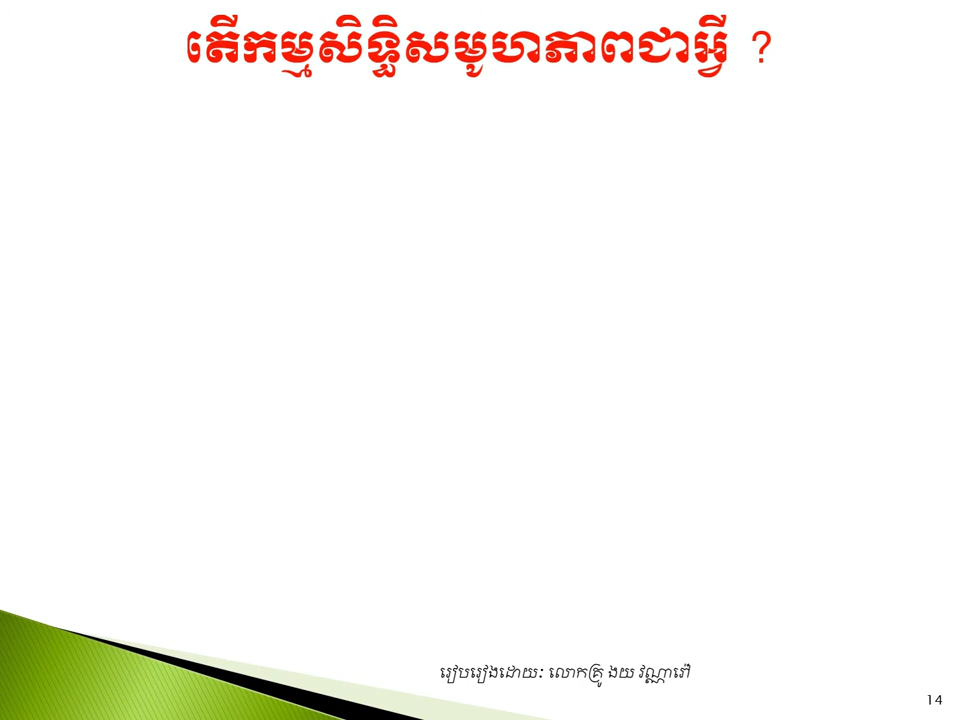 តើកម្មសិទ្ធិសមូហភាពជាអ្វី ?
រៀបរៀងដោយៈ លោកគ្រូ ងយ វណ្ណារៅ
14